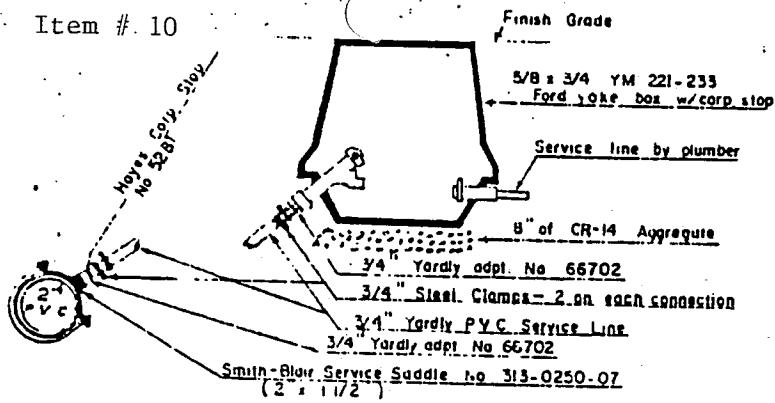 Item # 10
Finish Grade
5/8 x 3/4 YM 221-233
Ford yoke box w/corp stop
Hayes Corp. Stop
No 52BT
Service line by plumber
8" of CR-14 Aggregate
3/4" Yardly adpt. No 66702
3/4" Steel Clamps - 2 on each connection
3/4" Yardly PVC Service Line
2"
PVC
3/4" Yardly adpt No 66702
Smith-Blair Service Saddle No 313-0250-07
(2 x 1 1/2")